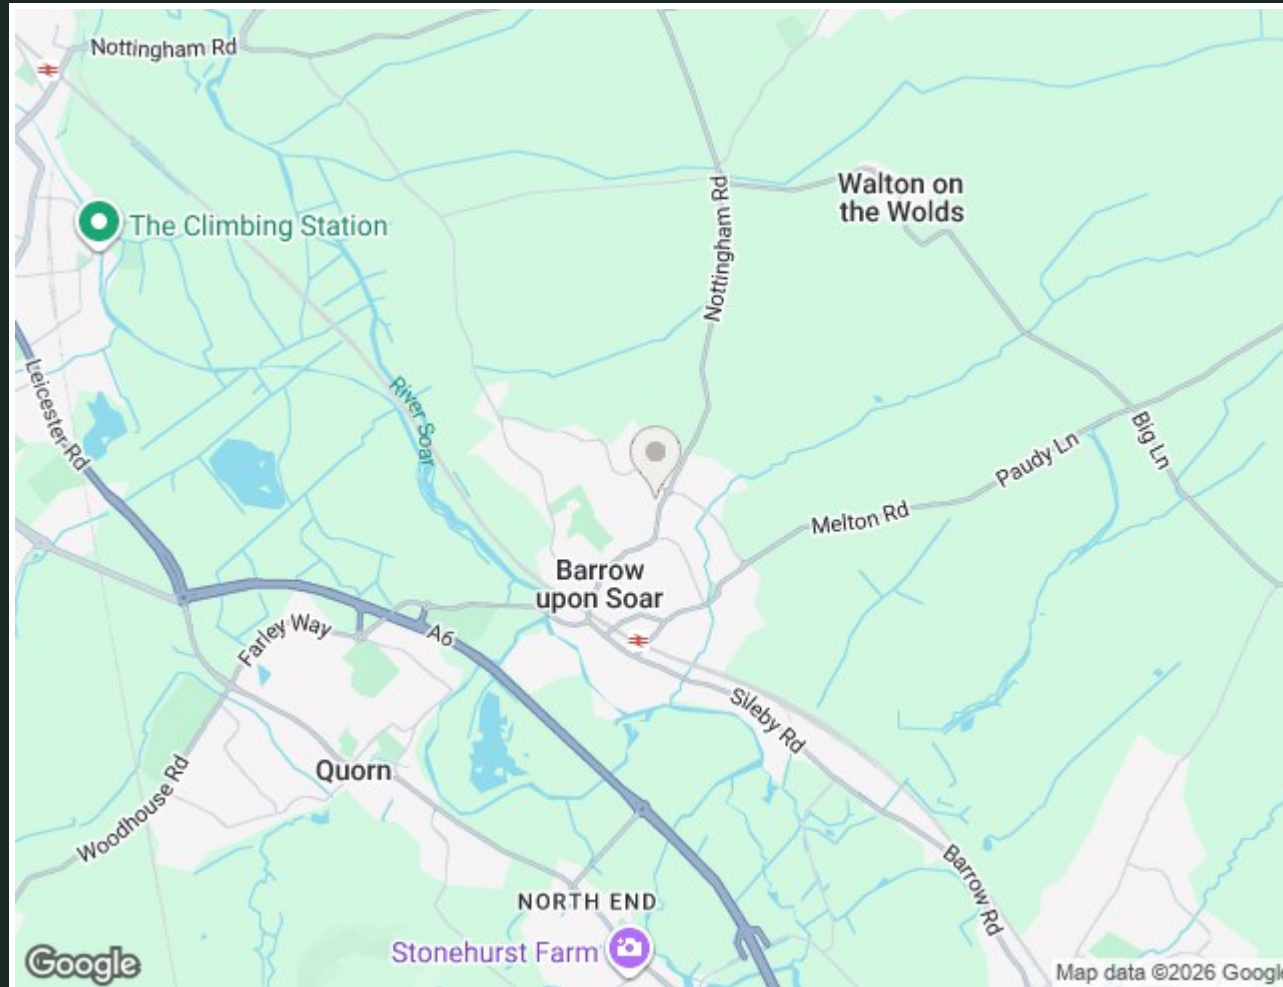 Nottingham Rd
Walton on
the Wolds
The Climbing Station
Nottingham Rd
Leicester Rd
River Soar
Big Ln
Paudy Ln
Melton Rd
Barrow
upon Soar
Farley Way
A6
Sileby Rd
Quorn
Woodhouse Rd
Barrow Rd
NORTH END
Stonehurst Farm
Google
Map data ©2026 Google